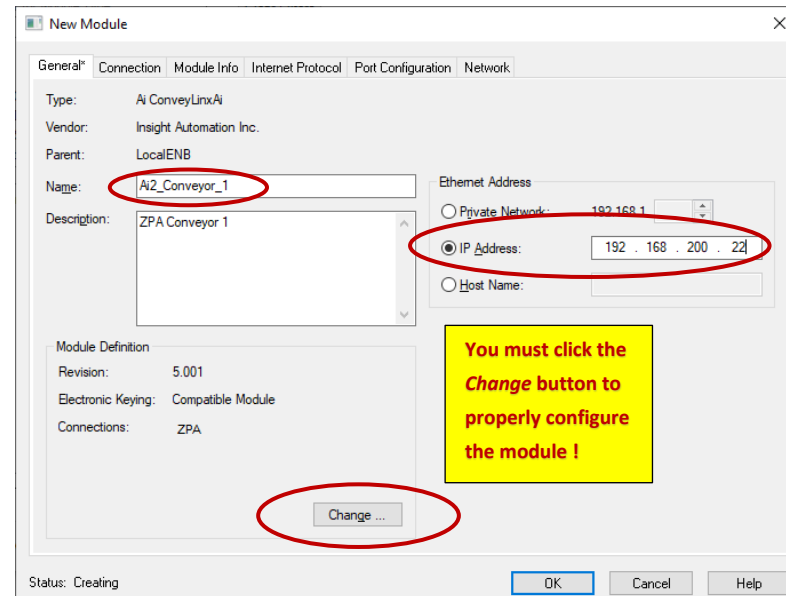 New Module
General* Connection Module Info Internet Protocol Port Configuration Network
Type: Ai ConveyLinxAi
Vendor: Insight Automation Inc.
Parent: LocalENB
Name: Ai2_Conveyor_1
Description: ZPA Conveyor 1
Ethernet Address
Private Network: 192.168.1.
IP Address: 192 . 168 . 200 . 22
Host Name:
Module Definition
Revision: 5.001
Electronic Keying: Compatible Module
Connections: ZPA
Change ...
You must click the
Change button to
properly configure
the module !
Status: Creating
OK Cancel Help